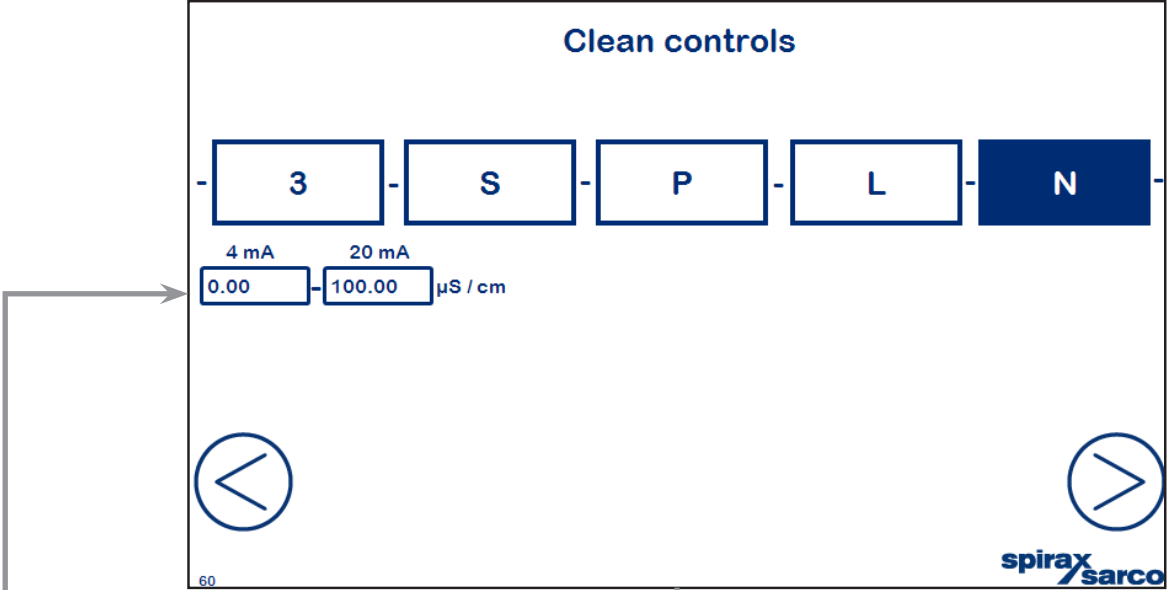 Clean controls
- 3 - S - P - L - N -
4 mA 20 mA
0.00 - 100.00 µS / cm
< >
spirax
sarco
60